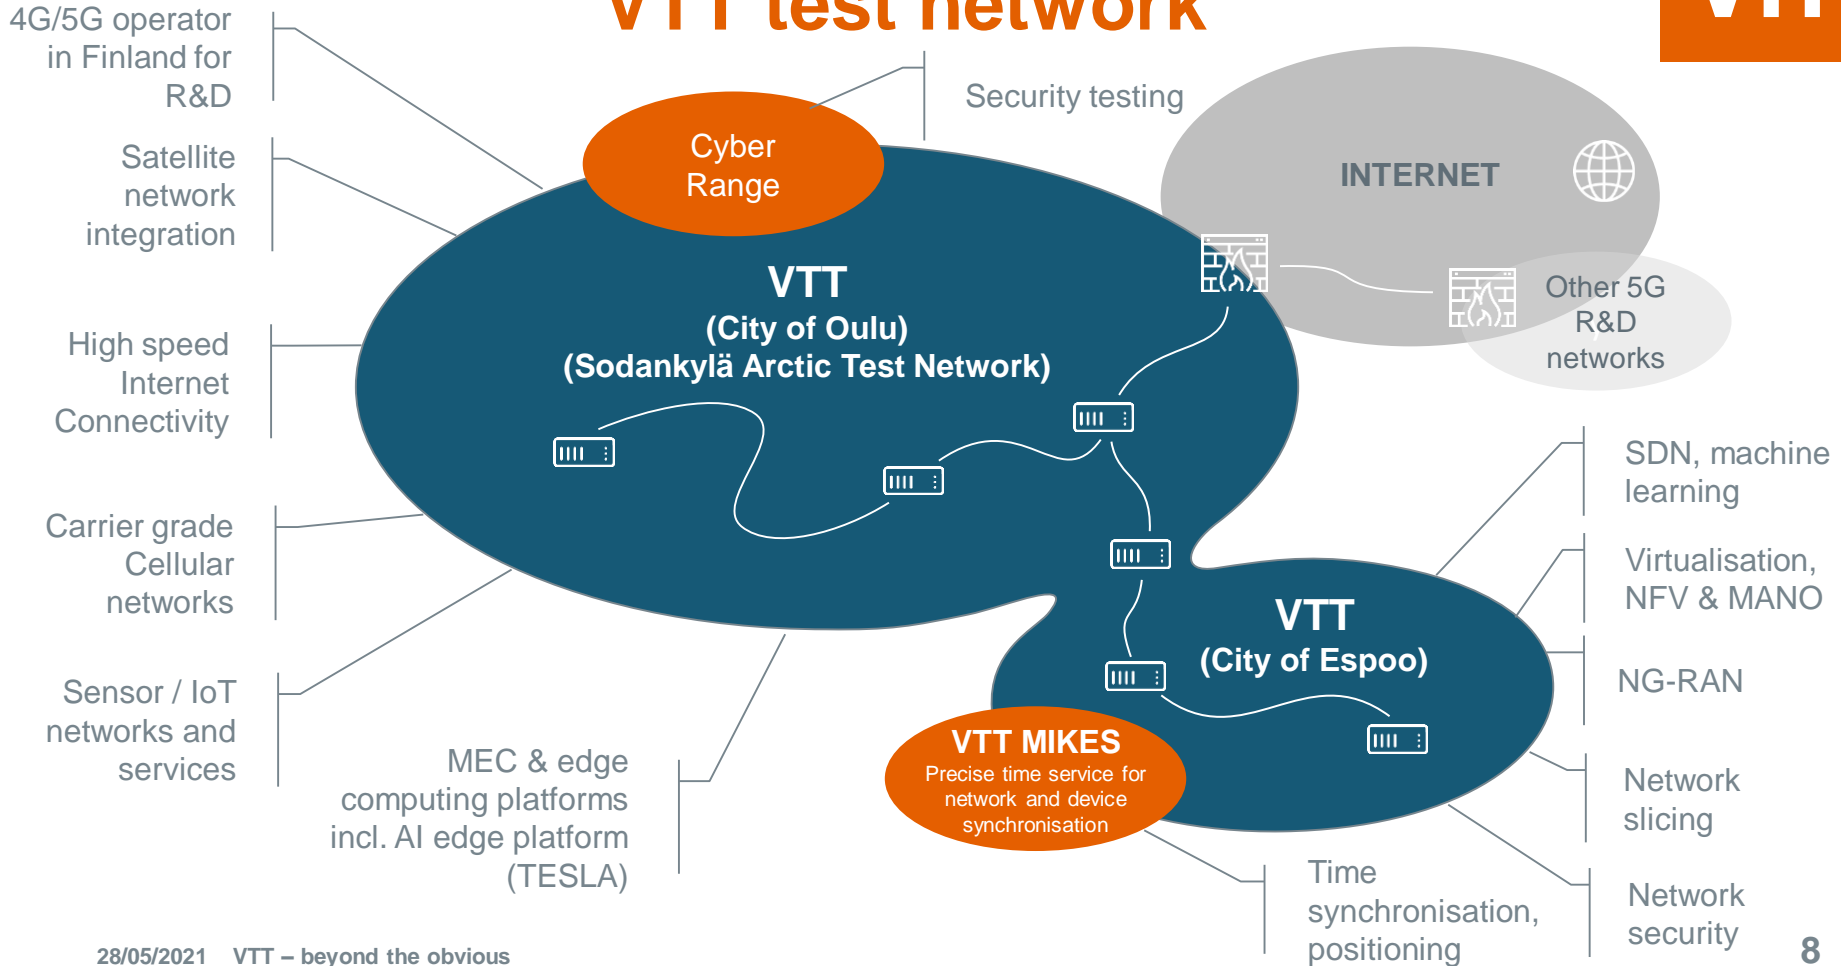 VTT test network
VTT
4G/5G operator
in Finland for
R&D
Security testing
Cyber
Range
Satellite
network
integration
INTERNET
VTT
(City of Oulu)
(Sodankylä Arctic Test Network)
Other 5G
R&D
networks
High speed
Internet
Connectivity
SDN, machine
learning
Carrier grade
Cellular
networks
Virtualisation,
NFV & MANO
VTT
(City of Espoo)
NG-RAN
Sensor / IoT
networks and
services
VTT MIKES
Precise time service for
network and device
synchronisation
MEC & edge
computing platforms
incl. AI edge platform
(TESLA)
Network
slicing
Time
synchronisation,
positioning
Network
security
28/05/2021 VTT – beyond the obvious
8